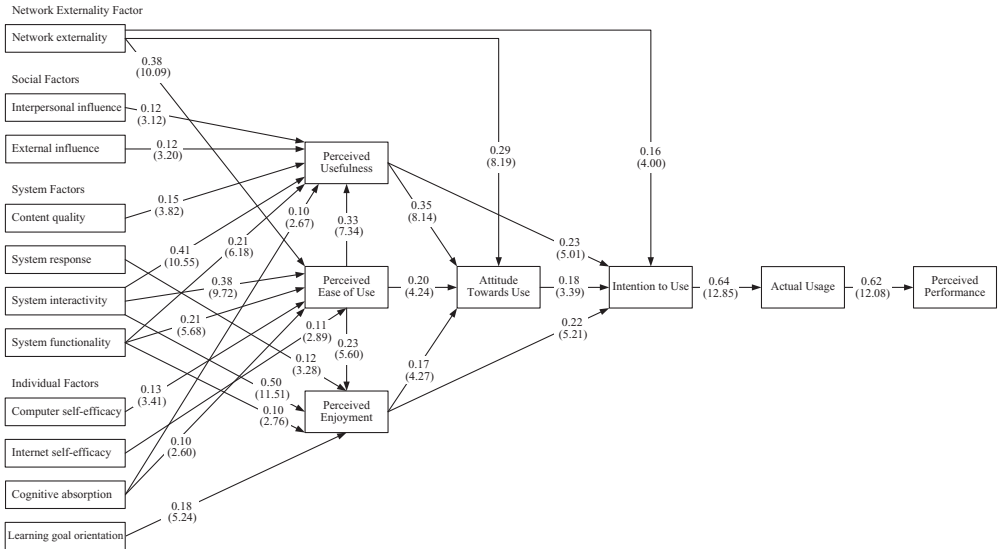 Network Externality Factor
Network externality
0.38
(10.09)
Social Factors
Interpersonal influence
0.12
(3.12)
External influence
0.12
(3.20)
System Factors
Content quality
0.15
(3.82)
System response
System interactivity
0.41
(10.55)
0.38
(9.72)
System functionality
0.21
(6.18)
0.21
(5.68)
Individual Factors
Computer self-efficacy
0.13
(3.41)
Internet self-efficacy
Cognitive absorption
0.10
(2.60)
Learning goal orientation
0.18
(5.24)
0.10
(2.67)
0.11
(2.89)
0.12
(3.28)
0.50
(11.51)
0.10
(2.76)
Perceived
Usefulness
0.33
(7.34)
Perceived
Ease of Use
0.23
(5.60)
Perceived
Enjoyment
0.35
(8.14)
0.20
(4.24)
0.17
(4.27)
0.29
(8.19)
Attitude
Towards Use
0.16
(4.00)
0.23
(5.01)
0.18
(3.39)
0.22
(5.21)
Intention to Use
0.64
(12.85)
Actual Usage
0.62
(12.08)
Perceived
Performance